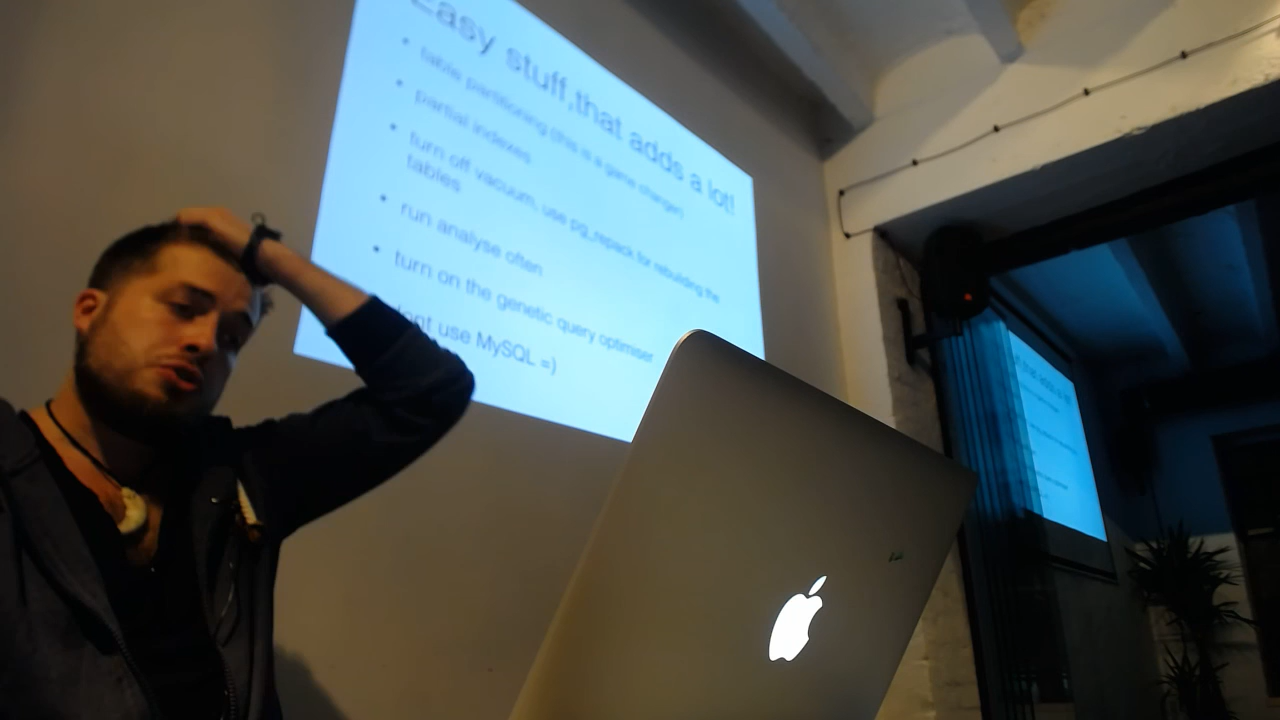 Easy stuff,that adds a lot!
• table partitioning (this is a game changer)
• partial indexes
• turn off vacuum, use pg_repack for rebuilding the
tables
• run analyse often
• turn on the genetic query optimiser
dont use MySQL =)